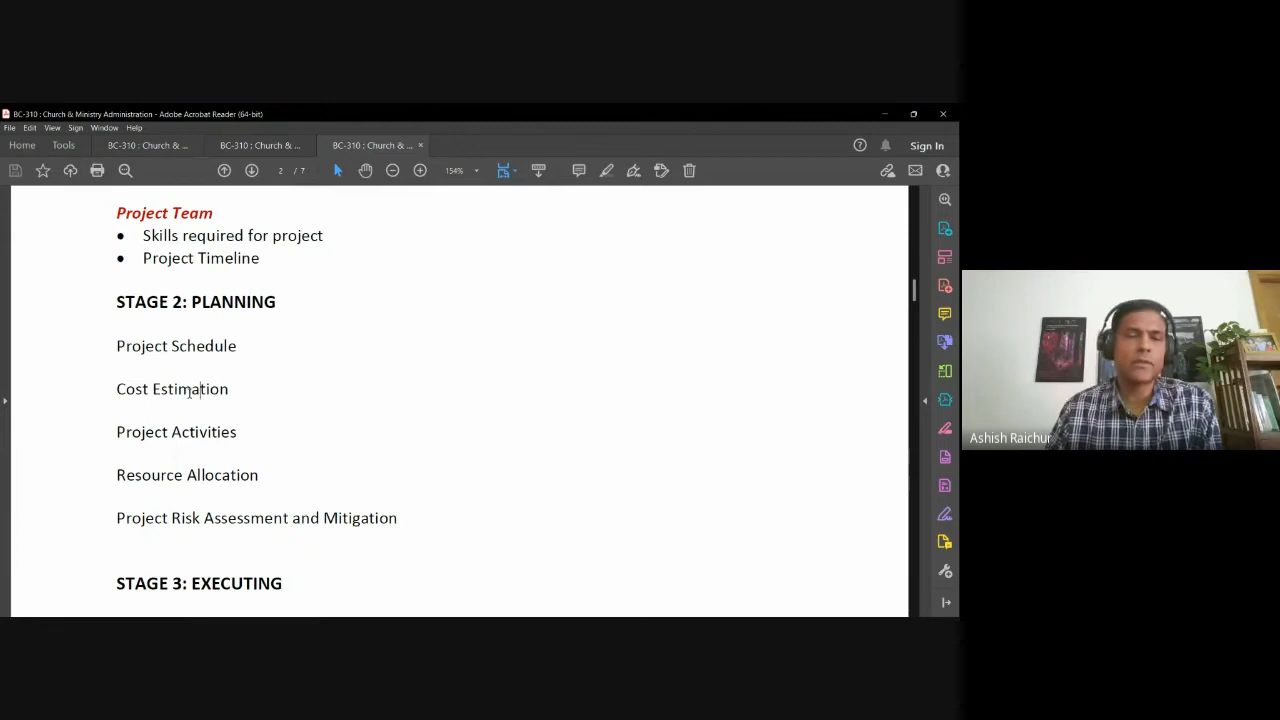 BC-310 : Church & Ministry Administration - Adobe Acrobat Reader (64-bit)
File Edit View Sign Window Help
Home Tools BC-310 : Church & ... BC-310 : Church & ... BC-310 : Church & ... × Sign In
2 / 7 154%
Project Team
• Skills required for project
• Project Timeline
STAGE 2: PLANNING
Project Schedule
Cost Estimation
Project Activities
Resource Allocation
Project Risk Assessment and Mitigation
STAGE 3: EXECUTING
Ashish Raichur